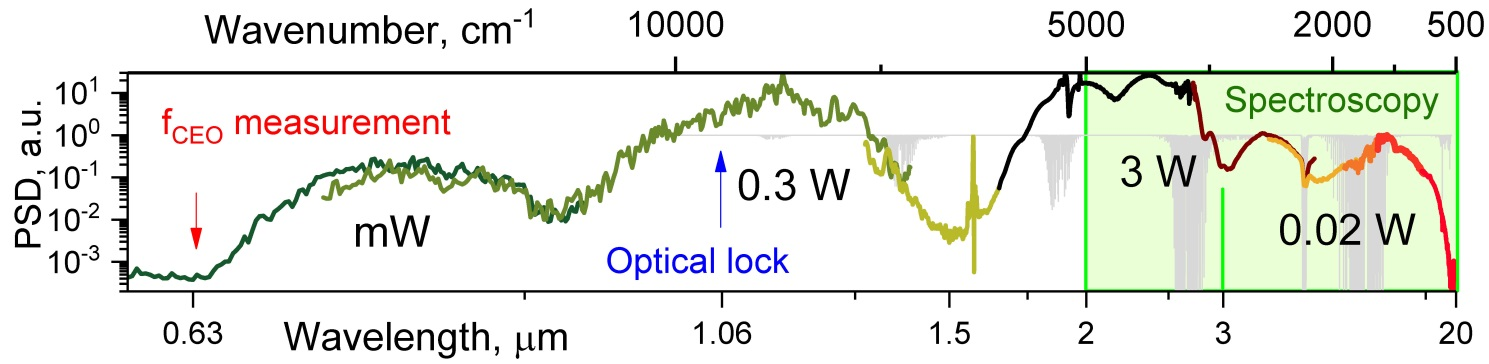 Wavenumber, cm⁻¹ 10000 5000 2000 500
PSD, a.u.
10¹
10⁰
10⁻¹
10⁻²
10⁻³
f_CEO measurement
Spectroscopy
mW
0.3 W
3 W
0.02 W
Optical lock
0.63 1.06 1.5 2 3 20
Wavelength, μm